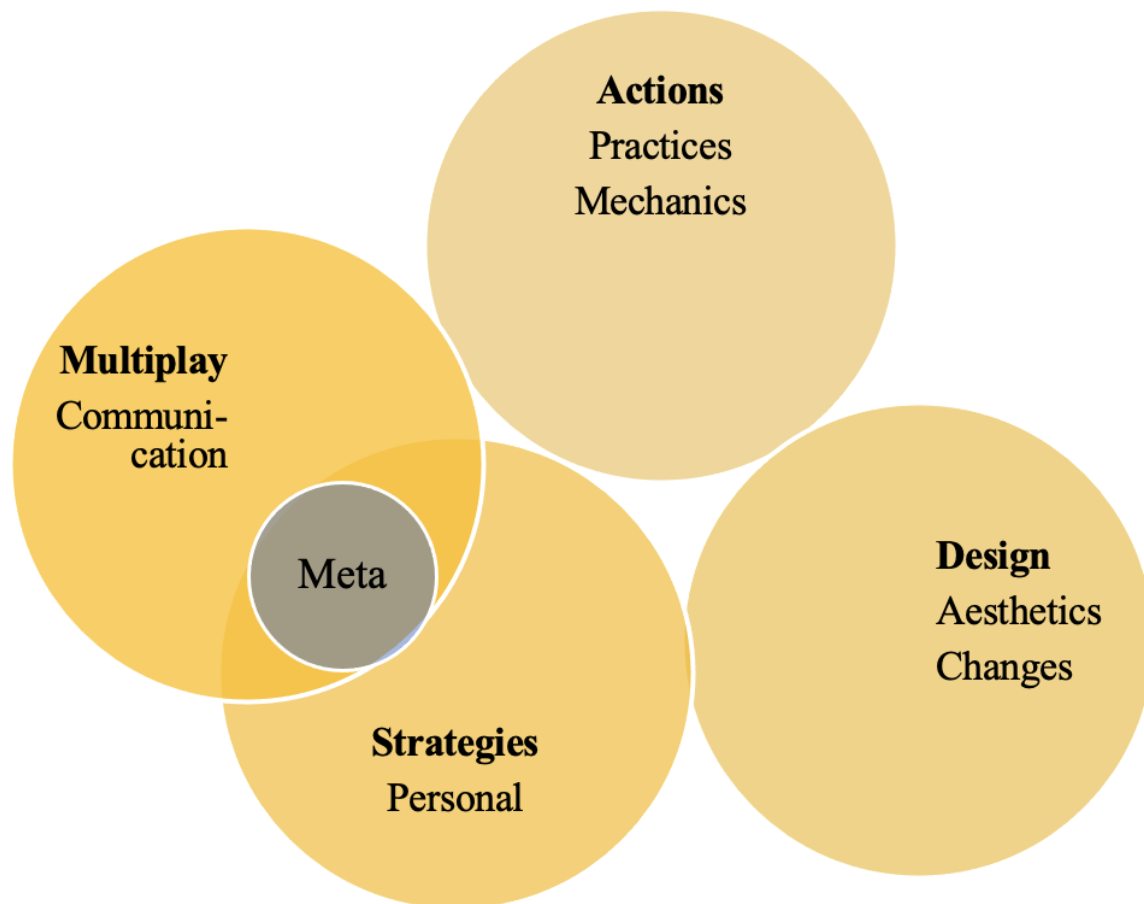 Actions
Practices
Mechanics
Multiplay
Communi-
cation
Meta
Design
Aesthetics
Changes
Strategies
Personal